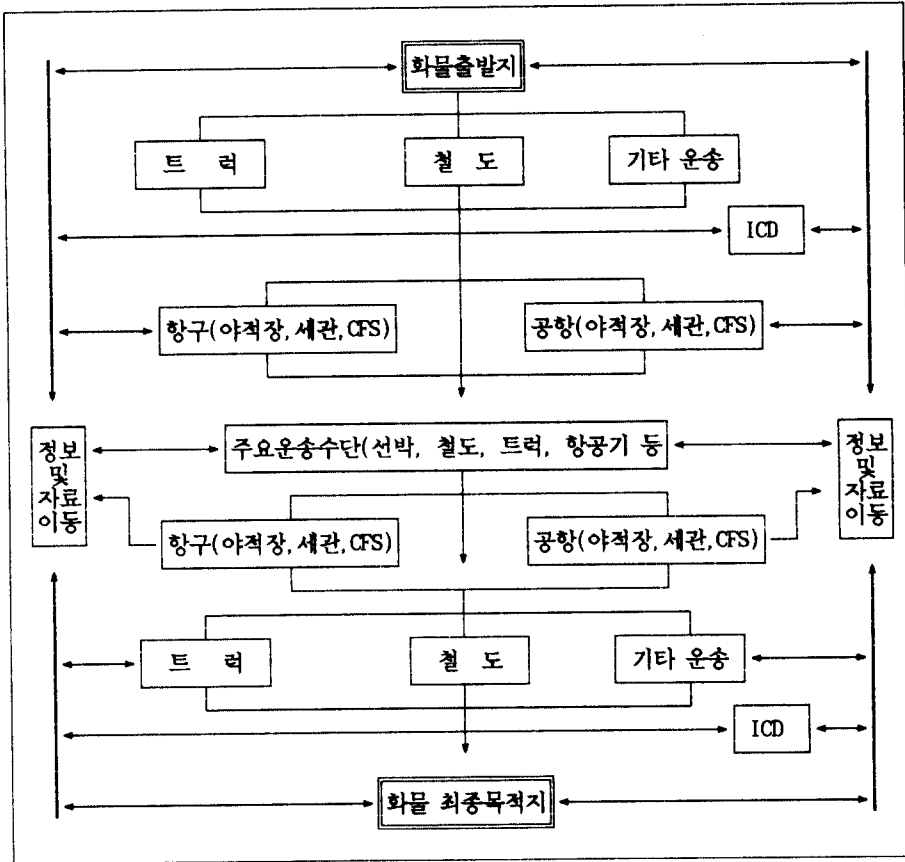 화물출발지
트 럭
철 도
기타 운송
ICD
항구(야적장,세관,CFS)
공항(야적장,세관,CFS)
정보
및
자료
이동
주요운송수단(선박, 철도, 트럭, 항공기 등
정보
및
자료
이동
항구(야적장,세관,CFS)
공항(야적장,세관,CFS)
트 럭
철 도
기타 운송
ICD
화물 최종목적지